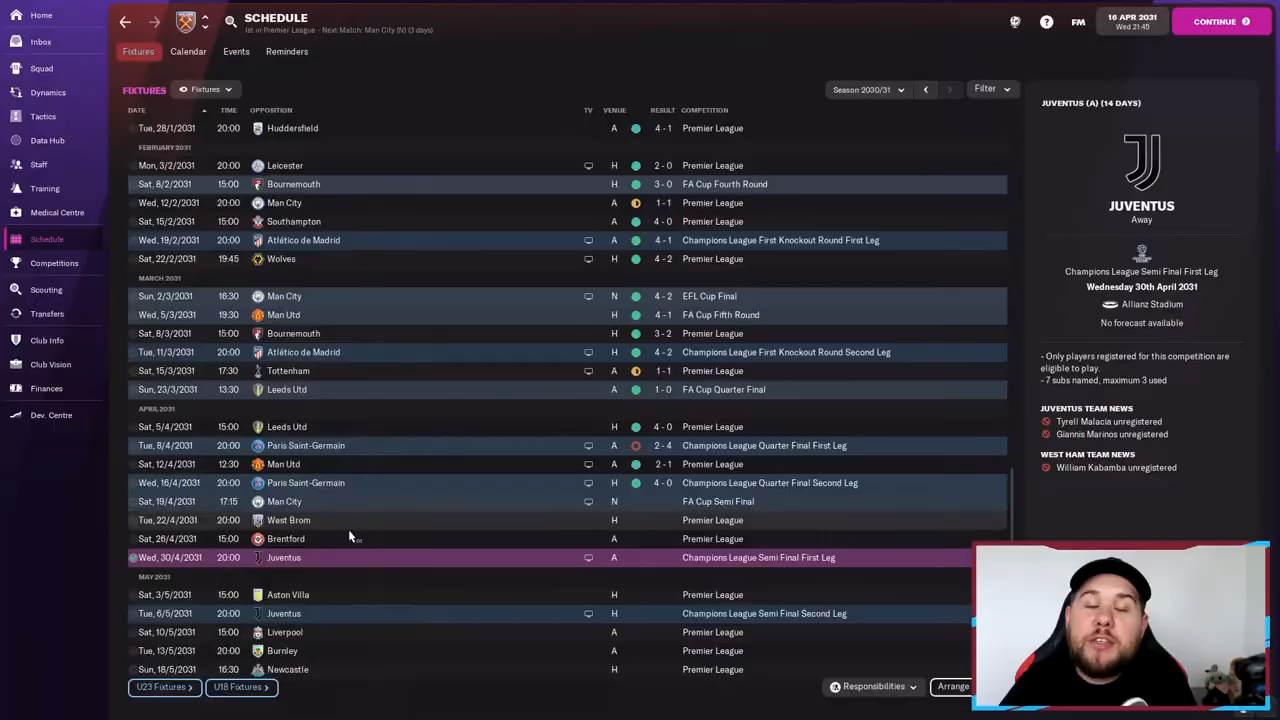 Home
Inbox
Squad
Dynamics
Tactics
Data Hub
Staff
Training
Medical Centre
Schedule
Competitions
Scouting
Transfers
Club Info
Club Vision
Finances
Dev. Centre
SCHEDULE
1st in Premier League - Next Match: Man City (N) (3 days)
FM
16 APR 2031
Wed 21:45
CONTINUE
Fixtures Calendar Events Reminders
FIXTURES Fixtures Season 2030/31 Filter
DATE TIME OPPOSITION TV VENUE RESULT COMPETITION
Tue, 28/1/2031 20:00 Huddersfield A 4 - 1 Premier League
FEBRUARY 2031
Mon, 3/2/2031 20:00 Leicester H 2 - 0 Premier League
Sat, 8/2/2031 15:00 Bournemouth H 3 - 0 FA Cup Fourth Round
Wed, 12/2/2031 20:00 Man City A 1 - 1 Premier League
Sat, 15/2/2031 15:00 Southampton A 4 - 0 Premier League
Wed, 19/2/2031 20:00 Atlético de Madrid A 4 - 1 Champions League First Knockout Round First Leg
Sat, 22/2/2031 19:45 Wolves H 4 - 2 Premier League
MARCH 2031
Sun, 2/3/2031 16:30 Man City N 4 - 2 EFL Cup Final
Wed, 5/3/2031 19:30 Man Utd A 4 - 1 FA Cup Fifth Round
Sat, 8/3/2031 15:00 Bournemouth H 3 - 2 Premier League
Tue, 11/3/2031 20:00 Atlético de Madrid H 4 - 2 Champions League First Knockout Round Second Leg
Sat, 15/3/2031 17:30 Tottenham A 1 - 1 Premier League
Sun, 23/3/2031 13:30 Leeds Utd A 1 - 0 FA Cup Quarter Final
APRIL 2031
Sat, 5/4/2031 15:00 Leeds Utd H 4 - 0 Premier League
Tue, 8/4/2031 20:00 Paris Saint-Germain A 2 - 4 Champions League Quarter Final First Leg
Sat, 12/4/2031 12:30 Man Utd A 2 - 1 Premier League
Wed, 16/4/2031 20:00 Paris Saint-Germain H 4 - 0 Champions League Quarter Final Second Leg
Sat, 19/4/2031 17:15 Man City N FA Cup Semi Final
Tue, 22/4/2031 20:00 West Brom H Premier League
Sat, 26/4/2031 15:00 Brentford A Premier League
Wed, 30/4/2031 20:00 Juventus A Champions League Semi Final First Leg
MAY 2031
Sat, 3/5/2031 15:00 Aston Villa H Premier League
Tue, 6/5/2031 20:00 Juventus H Champions League Semi Final Second Leg
Sat, 10/5/2031 15:00 Liverpool A Premier League
Tue, 13/5/2031 20:00 Burnley A Premier League
Sun, 18/5/2031 16:30 Newcastle H Premier League
U23 Fixtures > U18 Fixtures > Responsibilities Arrange
JUVENTUS (A) (14 DAYS)
JUVENTUS
Away
Champions League Semi Final First Leg
Wednesday 30th April 2031
Allianz Stadium
No forecast available
- Only players registered for this competition are
eligible to play.
- 7 subs named, maximum 3 used
JUVENTUS TEAM NEWS
Tyrell Malacia unregistered
Giannis Marinos unregistered
WEST HAM TEAM NEWS
William Kabamba unregistered